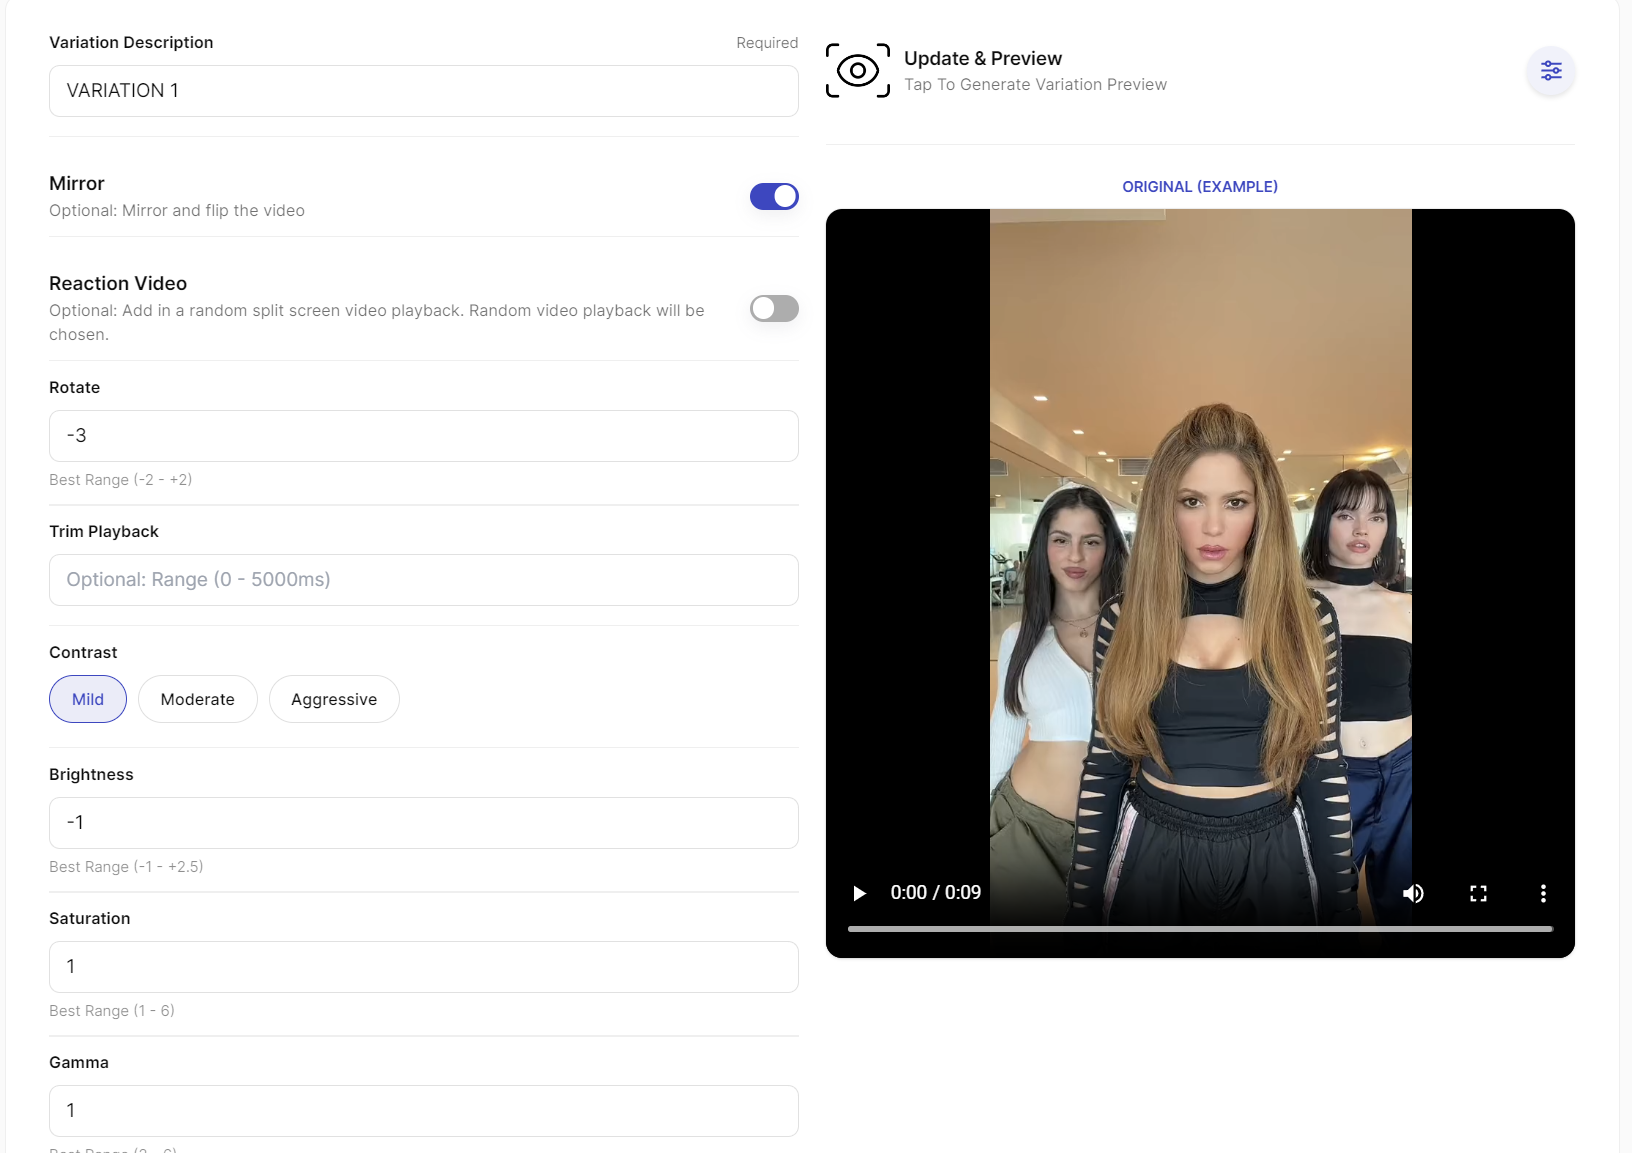 Variation Description
Required
VARIATION 1
Mirror
Optional: Mirror and flip the video
Reaction Video
Optional: Add in a random split screen video playback. Random video playback will be
chosen.
Rotate
-3
Best Range (-2 - +2)
Trim Playback
Optional: Range (0 - 5000ms)
Contrast
Mild
Moderate
Aggressive
Brightness
-1
Best Range (-1 - +2.5)
Saturation
1
Best Range (1 - 6)
Gamma
1
Update & Preview
Tap To Generate Variation Preview
ORIGINAL (EXAMPLE)
0:00 / 0:09